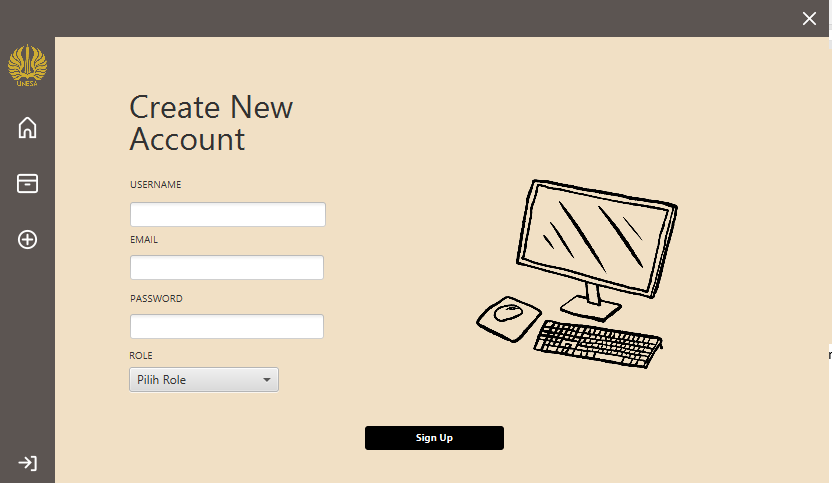 UNESA
Create New
Account
USERNAME
EMAIL
PASSWORD
ROLE
Pilih Role
Sign Up